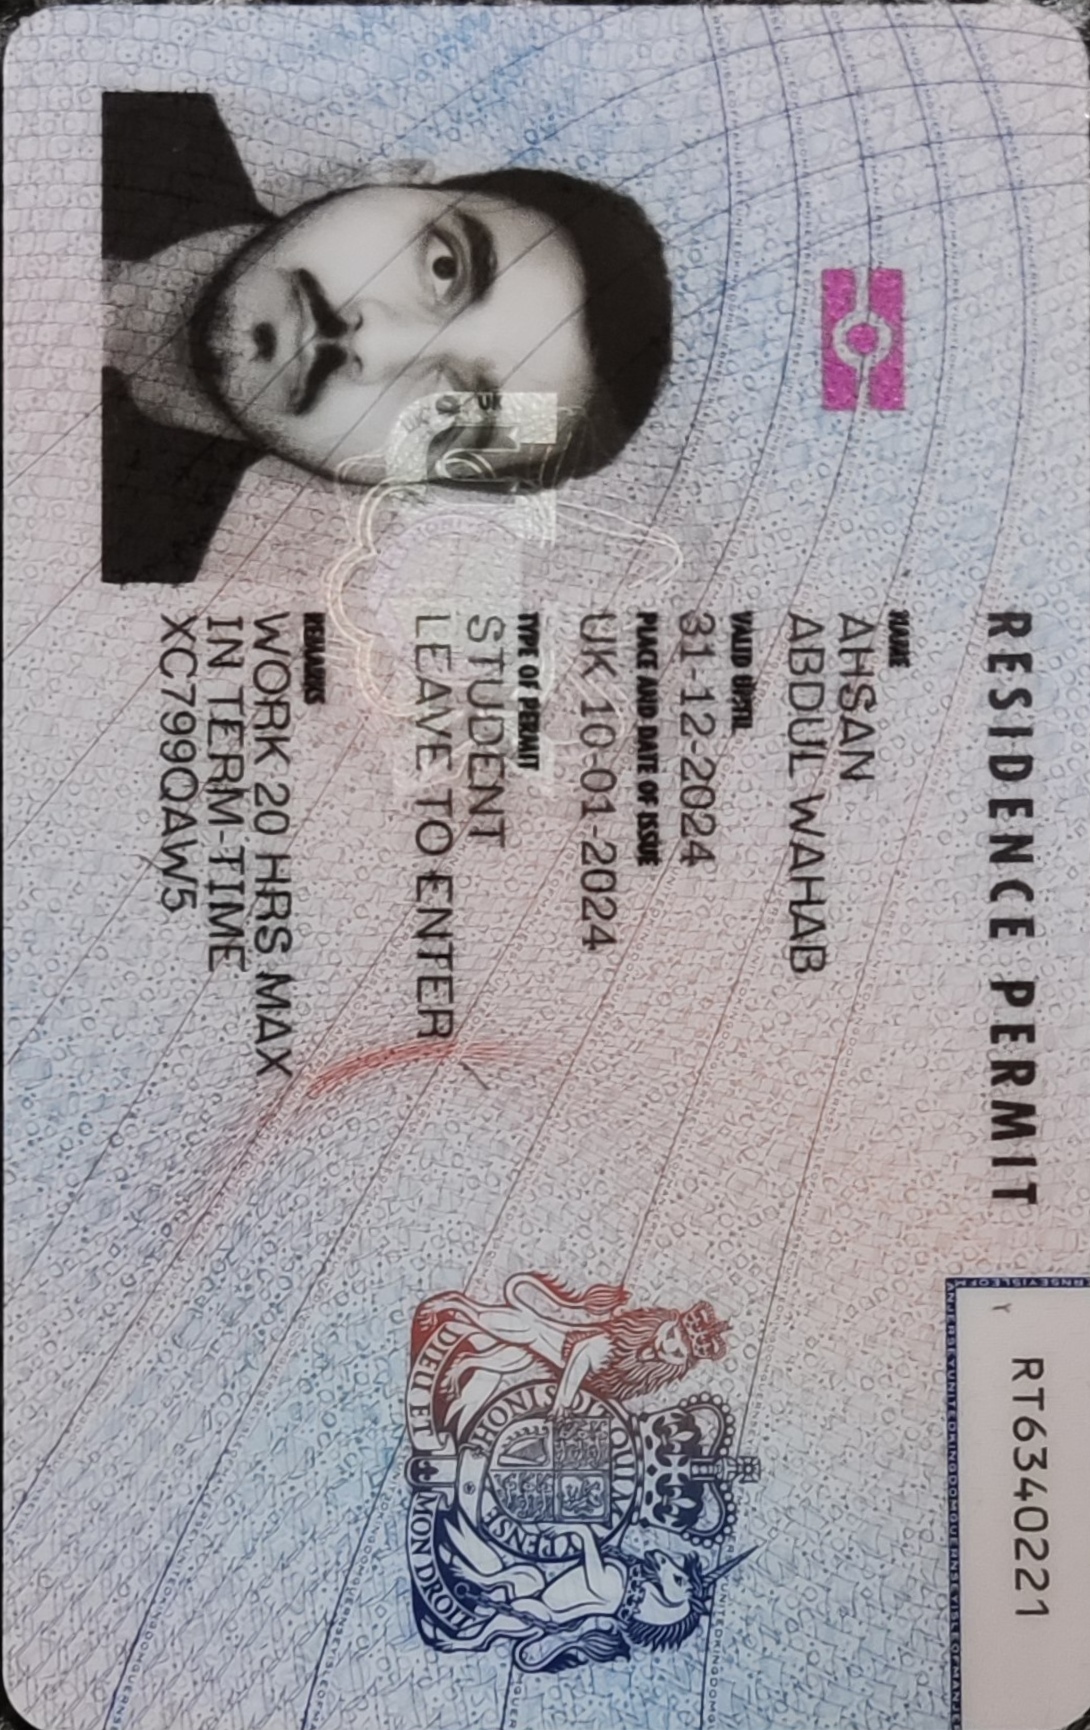 RESIDENCE PERMIT
RT6340221
NAME
AHSAN
ABDUL WAHAB
VALID UNTIL
31-12-2024
PLACE AND DATE OF ISSUE
UK 10-01-2024
TYPE OF PERMIT
STUDENT
LEAVE TO ENTER
REMARKS
WORK 20 HRS MAX
IN TERM-TIME
XC799QAW5
HONI SOIT QUI MAL Y PENSE
DIEU ET MON DROIT